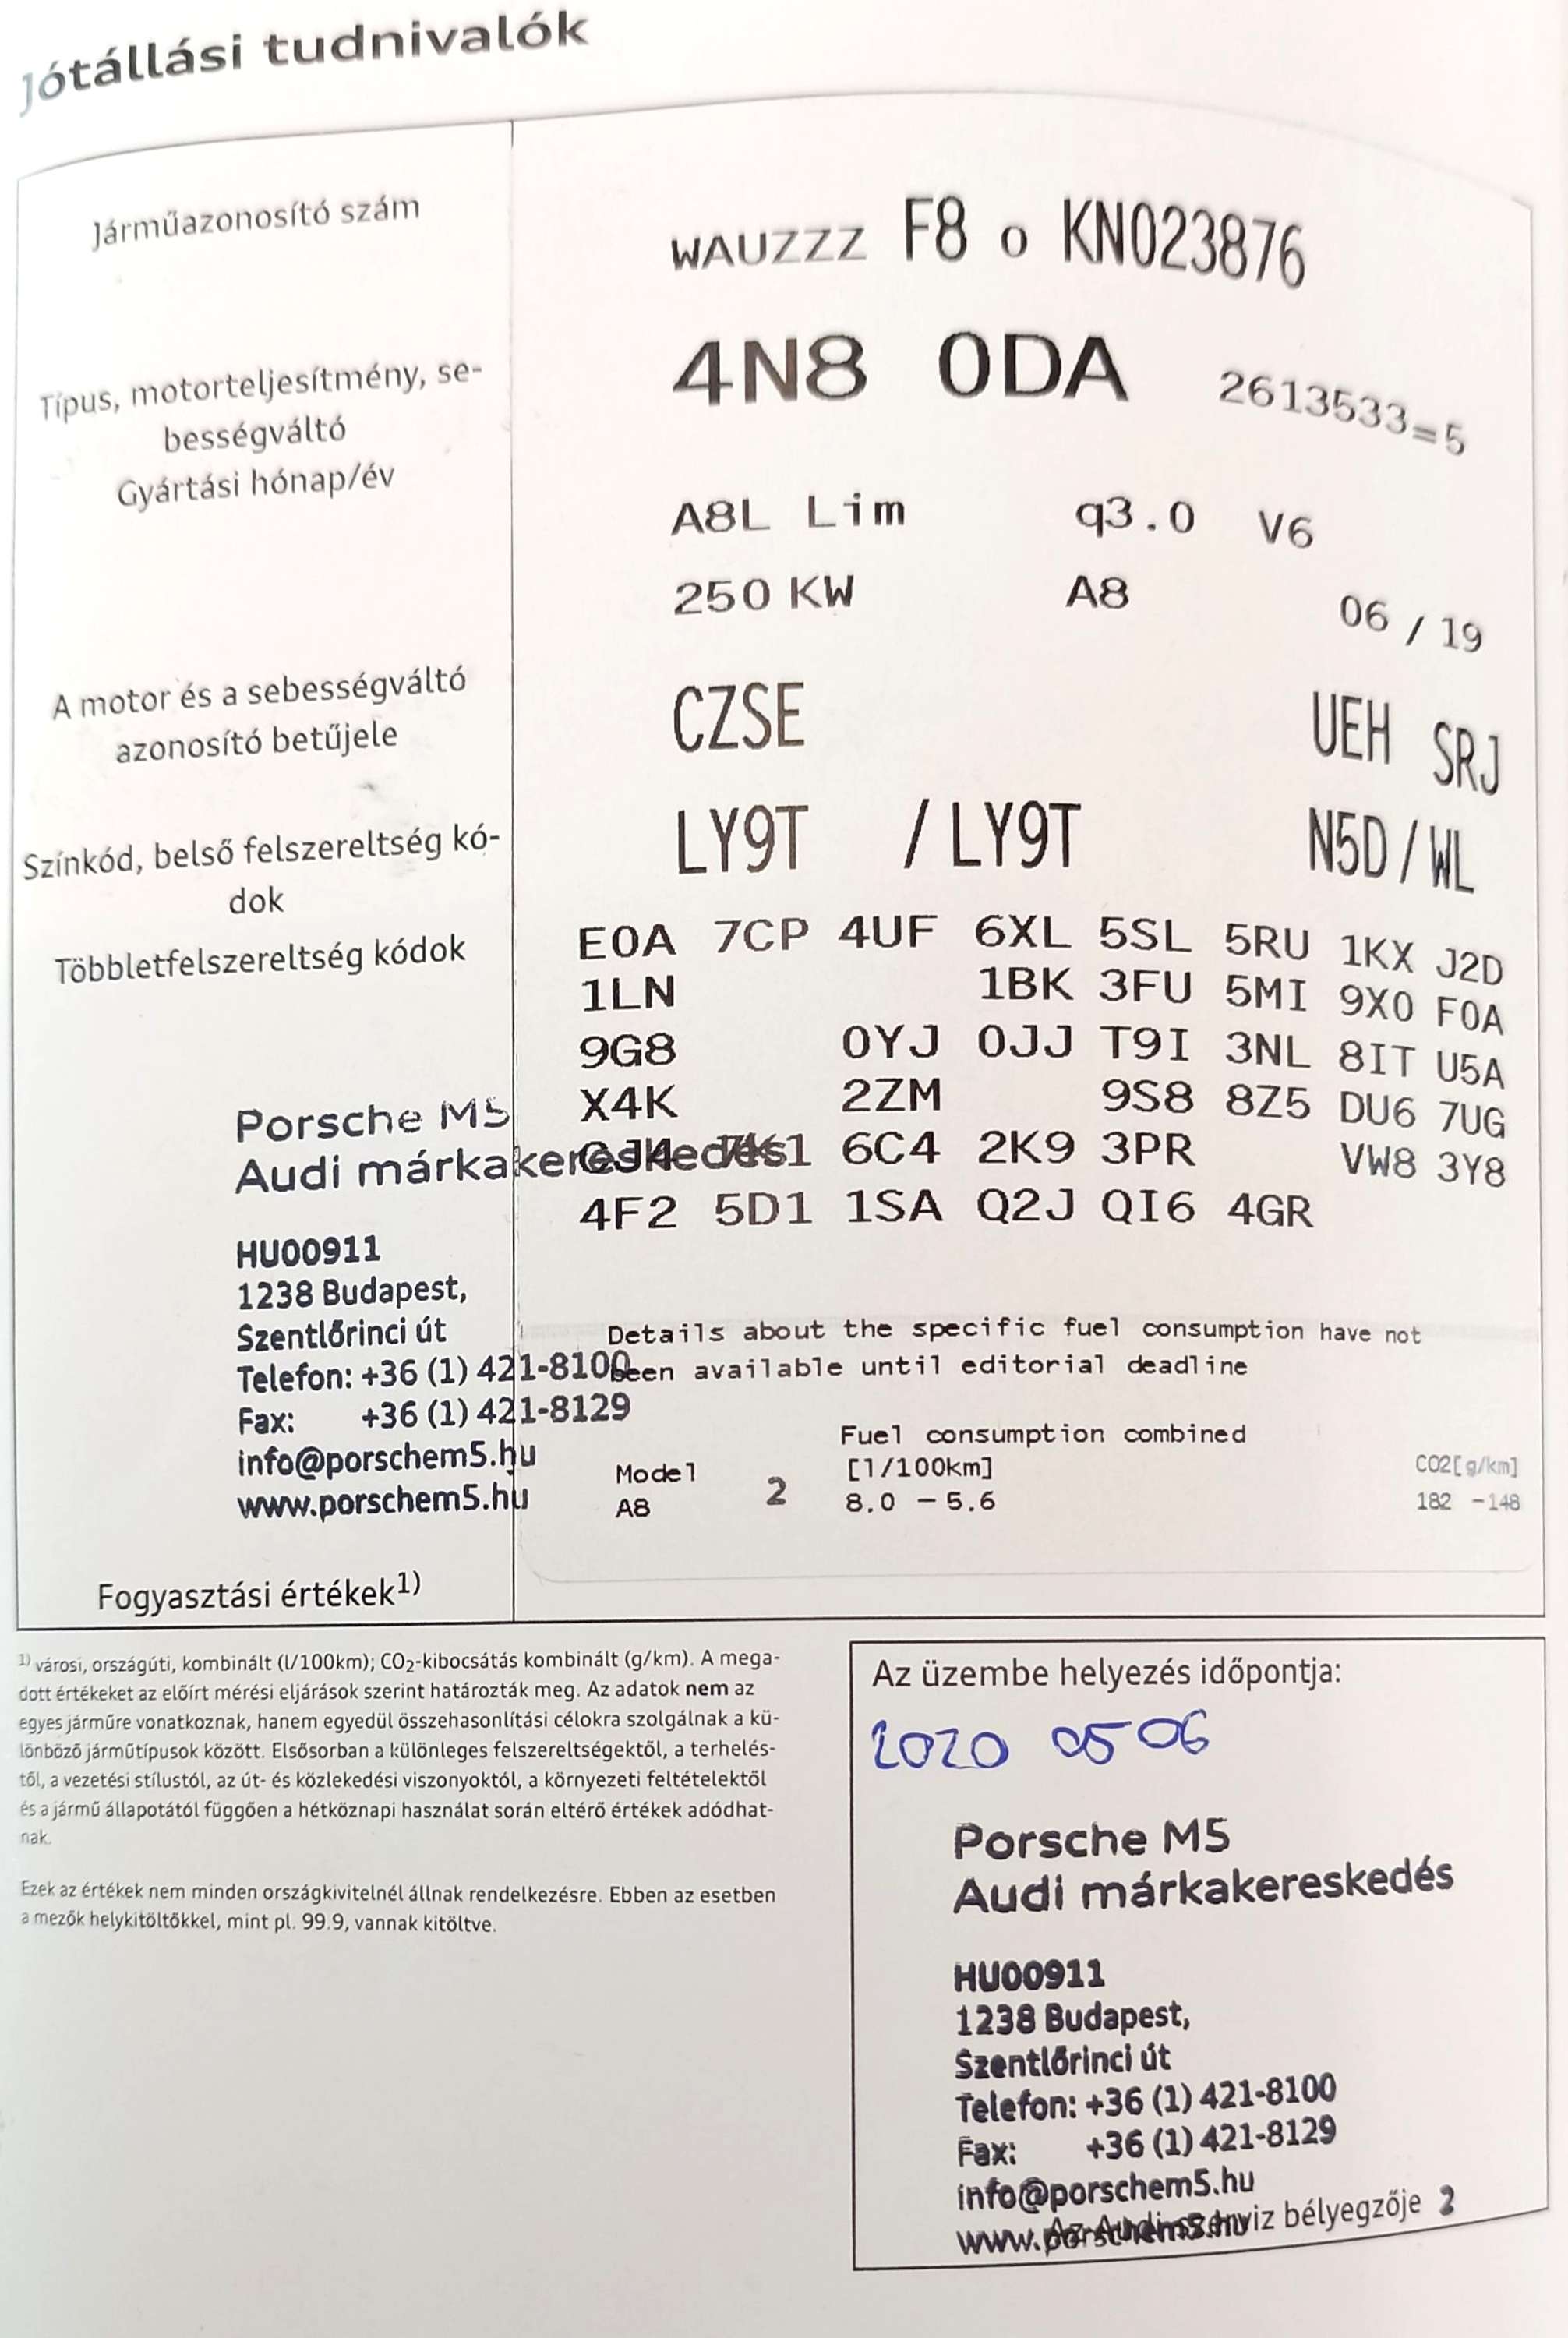 Jótállási tudnivalók
Járműazonosító szám
WAUZZZ F8 0 KN023876
4N8 0DA 2613533=5
Típus, motorteljesítmény, se-
bességváltó
Gyártási hónap/év
A8L Lim q3.0 V6
250 KW A8 06 / 19
A motor és a sebességváltó
azonosító betűjele
CZSE UEH SRJ
Színkód, belső felszereltség kó-
dok
LY9T / LY9T N5D / WL
Többletfelszereltség kódok
E0A 7CP 4UF 6XL 5SL 5RU 1KX J2D
1LN 1BK 3FU 5MI 9X0 F0A
9G8 0YJ 0JJ T9I 3NL 8IT U5A
X4K 2ZM 9S8 8Z5 DU6 7UG
6C4 2K9 3PR VW8 3Y8
4F2 5D1 1SA Q2J QI6 4GR
Porsche M5
Audi márkakereskedés
HU00911
1238 Budapest,
Szentlőrinci út
Telefon: +36 (1) 421-8100
Fax: +36 (1) 421-8129
info@porschem5.hu
www.porschem5.hu
Details about the specific fuel consumption have not
been available until editorial deadline
Fuel consumption combined
Model [l/100km] CO2[g/km]
A8 2 8.0 – 5.6 182 –148
Fogyasztási értékek1)
1) városi, országúti, kombinált (l/100km); CO2-kibocsátás kombinált (g/km). A mega-
dott értékeket az előírt mérési eljárások szerint határozták meg. Az adatok nem az
egyes járműre vonatkoznak, hanem egyedül összehasonlítási célokra szolgálnak a kü-
lönböző járműtípusok között. Elsősorban a különleges felszereltségektől, a terhelés-
től, a vezetési stílustól, az út- és közlekedési viszonyoktól, a környezeti feltételektől
és a jármű állapotától függően a hétköznapi használat során eltérő értékek adódhat-
nak.
Ezek az értékek nem minden országkivitelnél állnak rendelkezésre. Ebben az esetben
a mezők helykitöltőkkel, mint pl. 99.9, vannak kitöltve.
Az üzembe helyezés időpontja:
2020 05 06
Porsche M5
Audi márkakereskedés
HU00911
1238 Budapest,
Szentlőrinci út
Telefon: +36 (1) 421-8100
Fax: +36 (1) 421-8129
info@porschem5.hu
www.porschem5.hu
Az Audi-szerviz bélyegzője 2